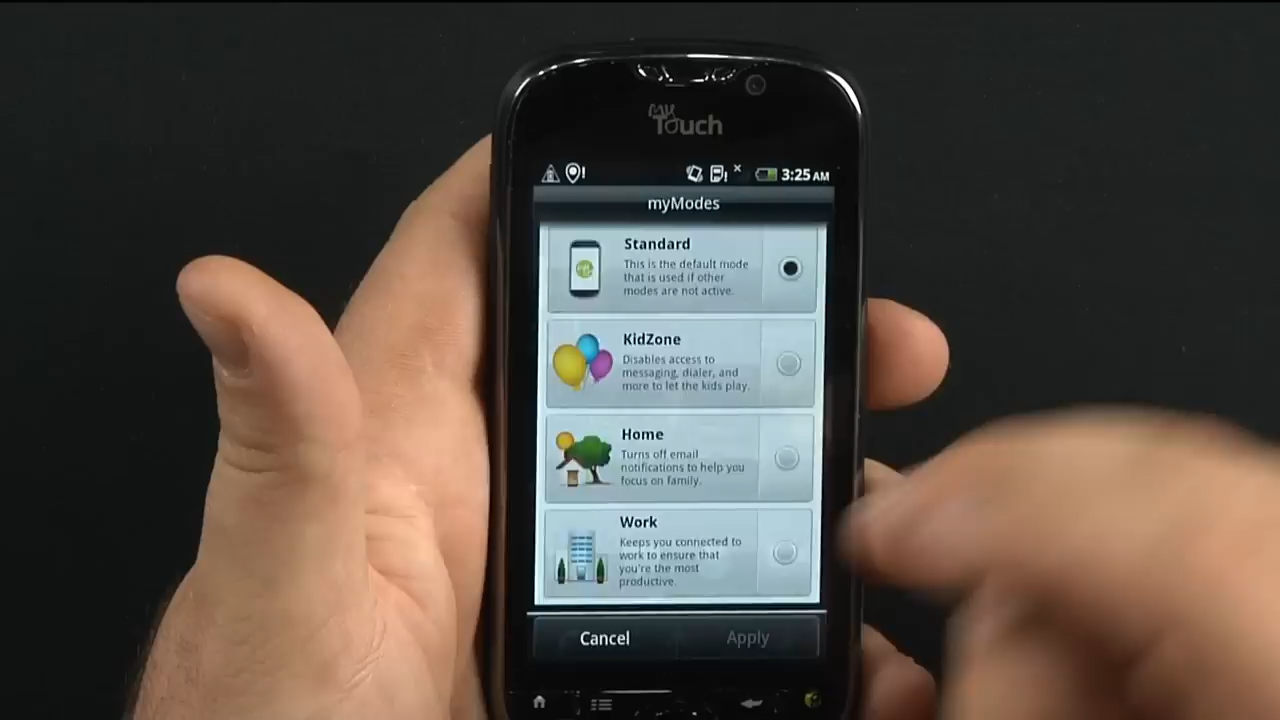 my
Touch
3:25 AM
myModes
Standard
This is the default mode
that is used if other
modes are not active.
KidZone
Disables access to
messaging, dialer, and
more to let the kids play.
Home
Turns off email
notifications to help you
focus on family.
Work
Keeps you connected to
work to ensure that
you're the most
productive.
Cancel
Apply